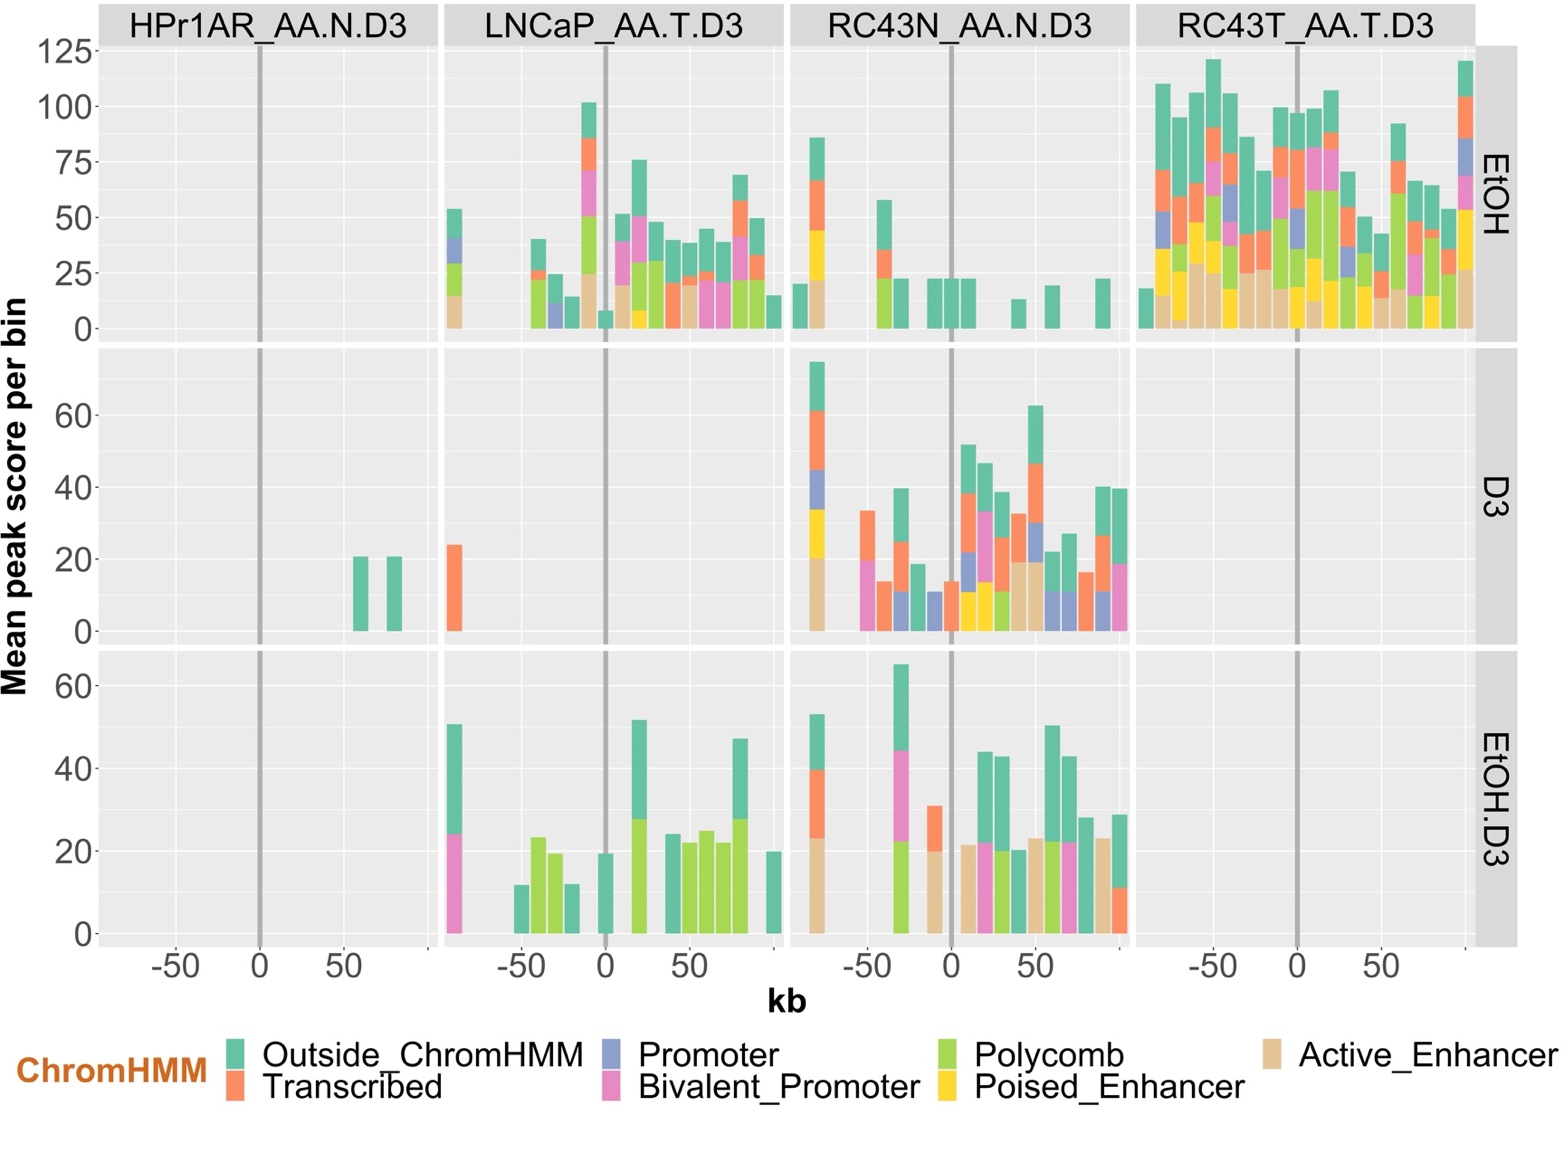 HPr1AR_AA.N.D3 LNCaP_AA.T.D3 RC43N_AA.N.D3 RC43T_AA.T.D3
125
100
75
50
25
0
EtOH
60
40
20
0
D3
60
40
20
0
EtOH.D3
Mean peak score per bin
-50 0 50 -50 0 50 -50 0 50 -50 0 50
kb
ChromHMM
Outside_ChromHMM Promoter Polycomb Active_Enhancer
Transcribed Bivalent_Promoter Poised_Enhancer